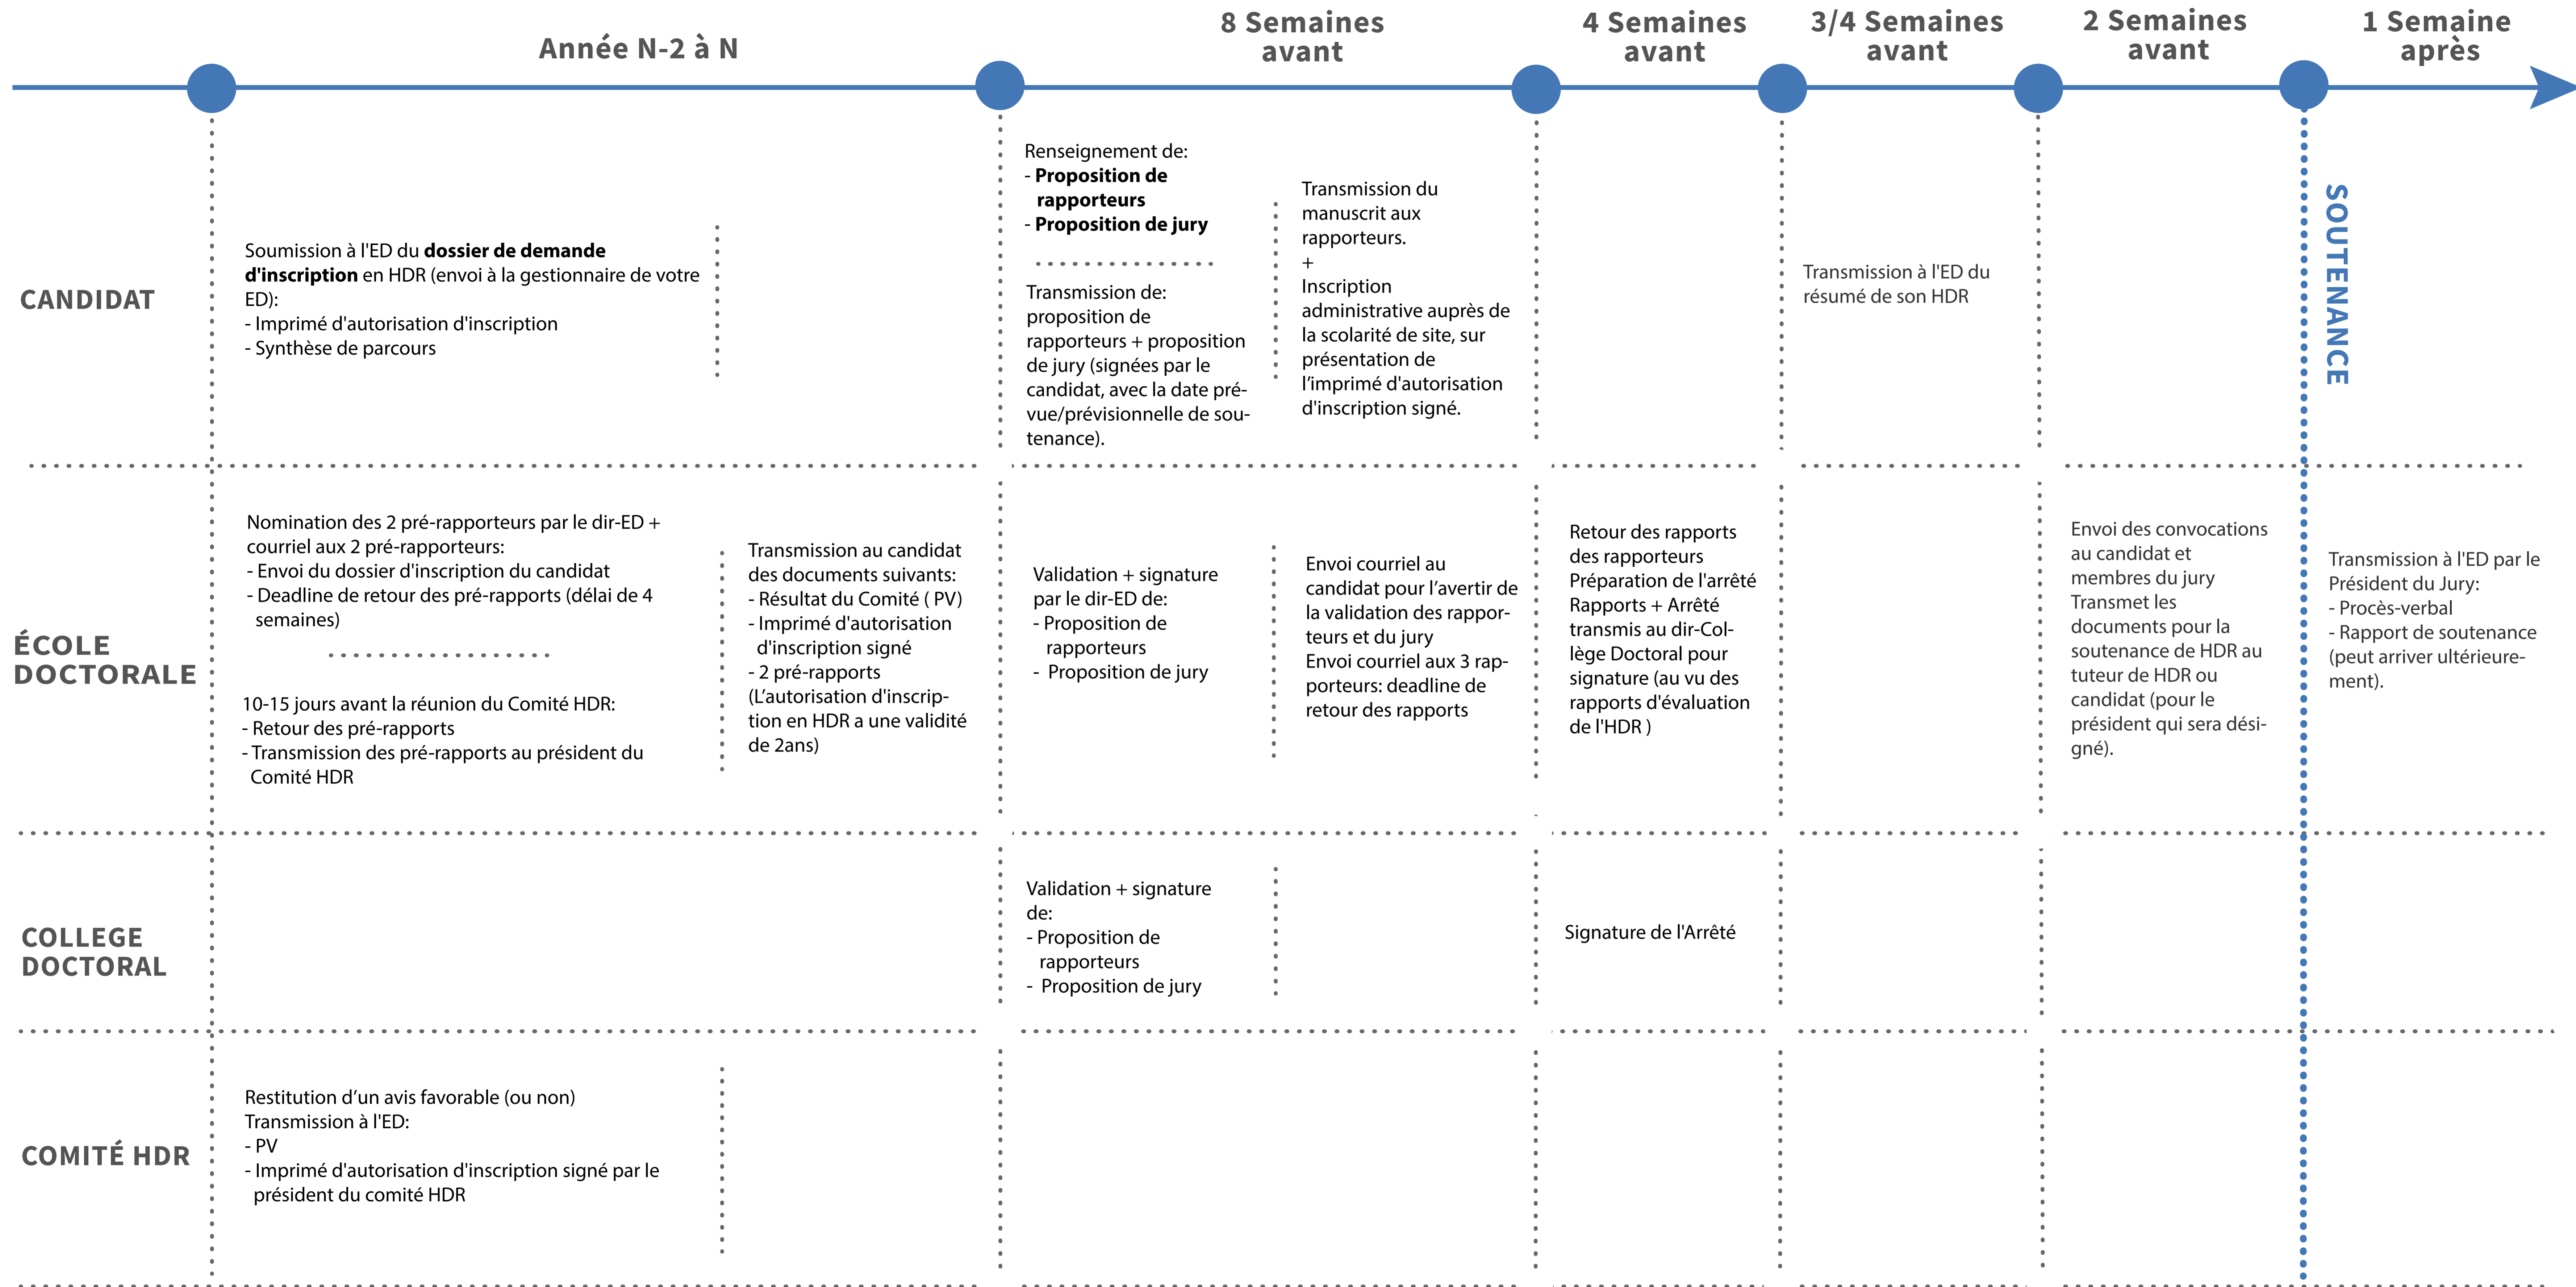 Année N-2 à N
8 Semaines
avant
4 Semaines
avant
3/4 Semaines
avant
2 Semaines
avant
1 Semaine
après
SOUTENANCE
CANDIDAT
Soumission à l'ED du dossier de demande
d'inscription en HDR (envoi à la gestionnaire de votre
ED):
- Imprimé d'autorisation d'inscription
- Synthèse de parcours
Renseignement de:
- Proposition de
rapporteurs
- Proposition de jury
Transmission de:
proposition de
rapporteurs + proposition
de jury (signées par le
candidat, avec la date pré-
vue/prévisionnelle de sou-
tenance).
Transmission du
manuscrit aux
rapporteurs.
+
Inscription
administrative auprès de
la scolarité de site, sur
présentation de
l’imprimé d'autorisation
d'inscription signé.
Transmission à l'ED du
résumé de son HDR
ÉCOLE
DOCTORALE
Nomination des 2 pré-rapporteurs par le dir-ED +
courriel aux 2 pré-rapporteurs:
- Envoi du dossier d'inscription du candidat
- Deadline de retour des pré-rapports (délai de 4
semaines)
10-15 jours avant la réunion du Comité HDR:
- Retour des pré-rapports
- Transmission des pré-rapports au président du
Comité HDR
Transmission au candidat
des documents suivants:
- Résultat du Comité ( PV)
- Imprimé d'autorisation
d'inscription signé
- 2 pré-rapports
(L’autorisation d'inscrip-
tion en HDR a une validité
de 2ans)
Validation + signature
par le dir-ED de:
- Proposition de
rapporteurs
- Proposition de jury
Envoi courriel au
candidat pour l’avertir de
la validation des rappor-
teurs et du jury
Envoi courriel aux 3 rap-
porteurs: deadline de
retour des rapports
Retour des rapports
des rapporteurs
Préparation de l'arrêté
Rapports + Arrêté
transmis au dir-Col-
lège Doctoral pour
signature (au vu des
rapports d'évaluation
de l'HDR )
Envoi des convocations
au candidat et
membres du jury
Transmet les
documents pour la
soutenance de HDR au
tuteur de HDR ou
candidat (pour le
président qui sera dési-
gné).
Transmission à l'ED par le
Président du Jury:
- Procès-verbal
- Rapport de soutenance
(peut arriver ultérieure-
ment).
COLLEGE
DOCTORAL
Validation + signature
de:
- Proposition de
rapporteurs
- Proposition de jury
Signature de l'Arrêté
COMITÉ HDR
Restitution d’un avis favorable (ou non)
Transmission à l'ED:
- PV
- Imprimé d'autorisation d'inscription signé par le
président du comité HDR